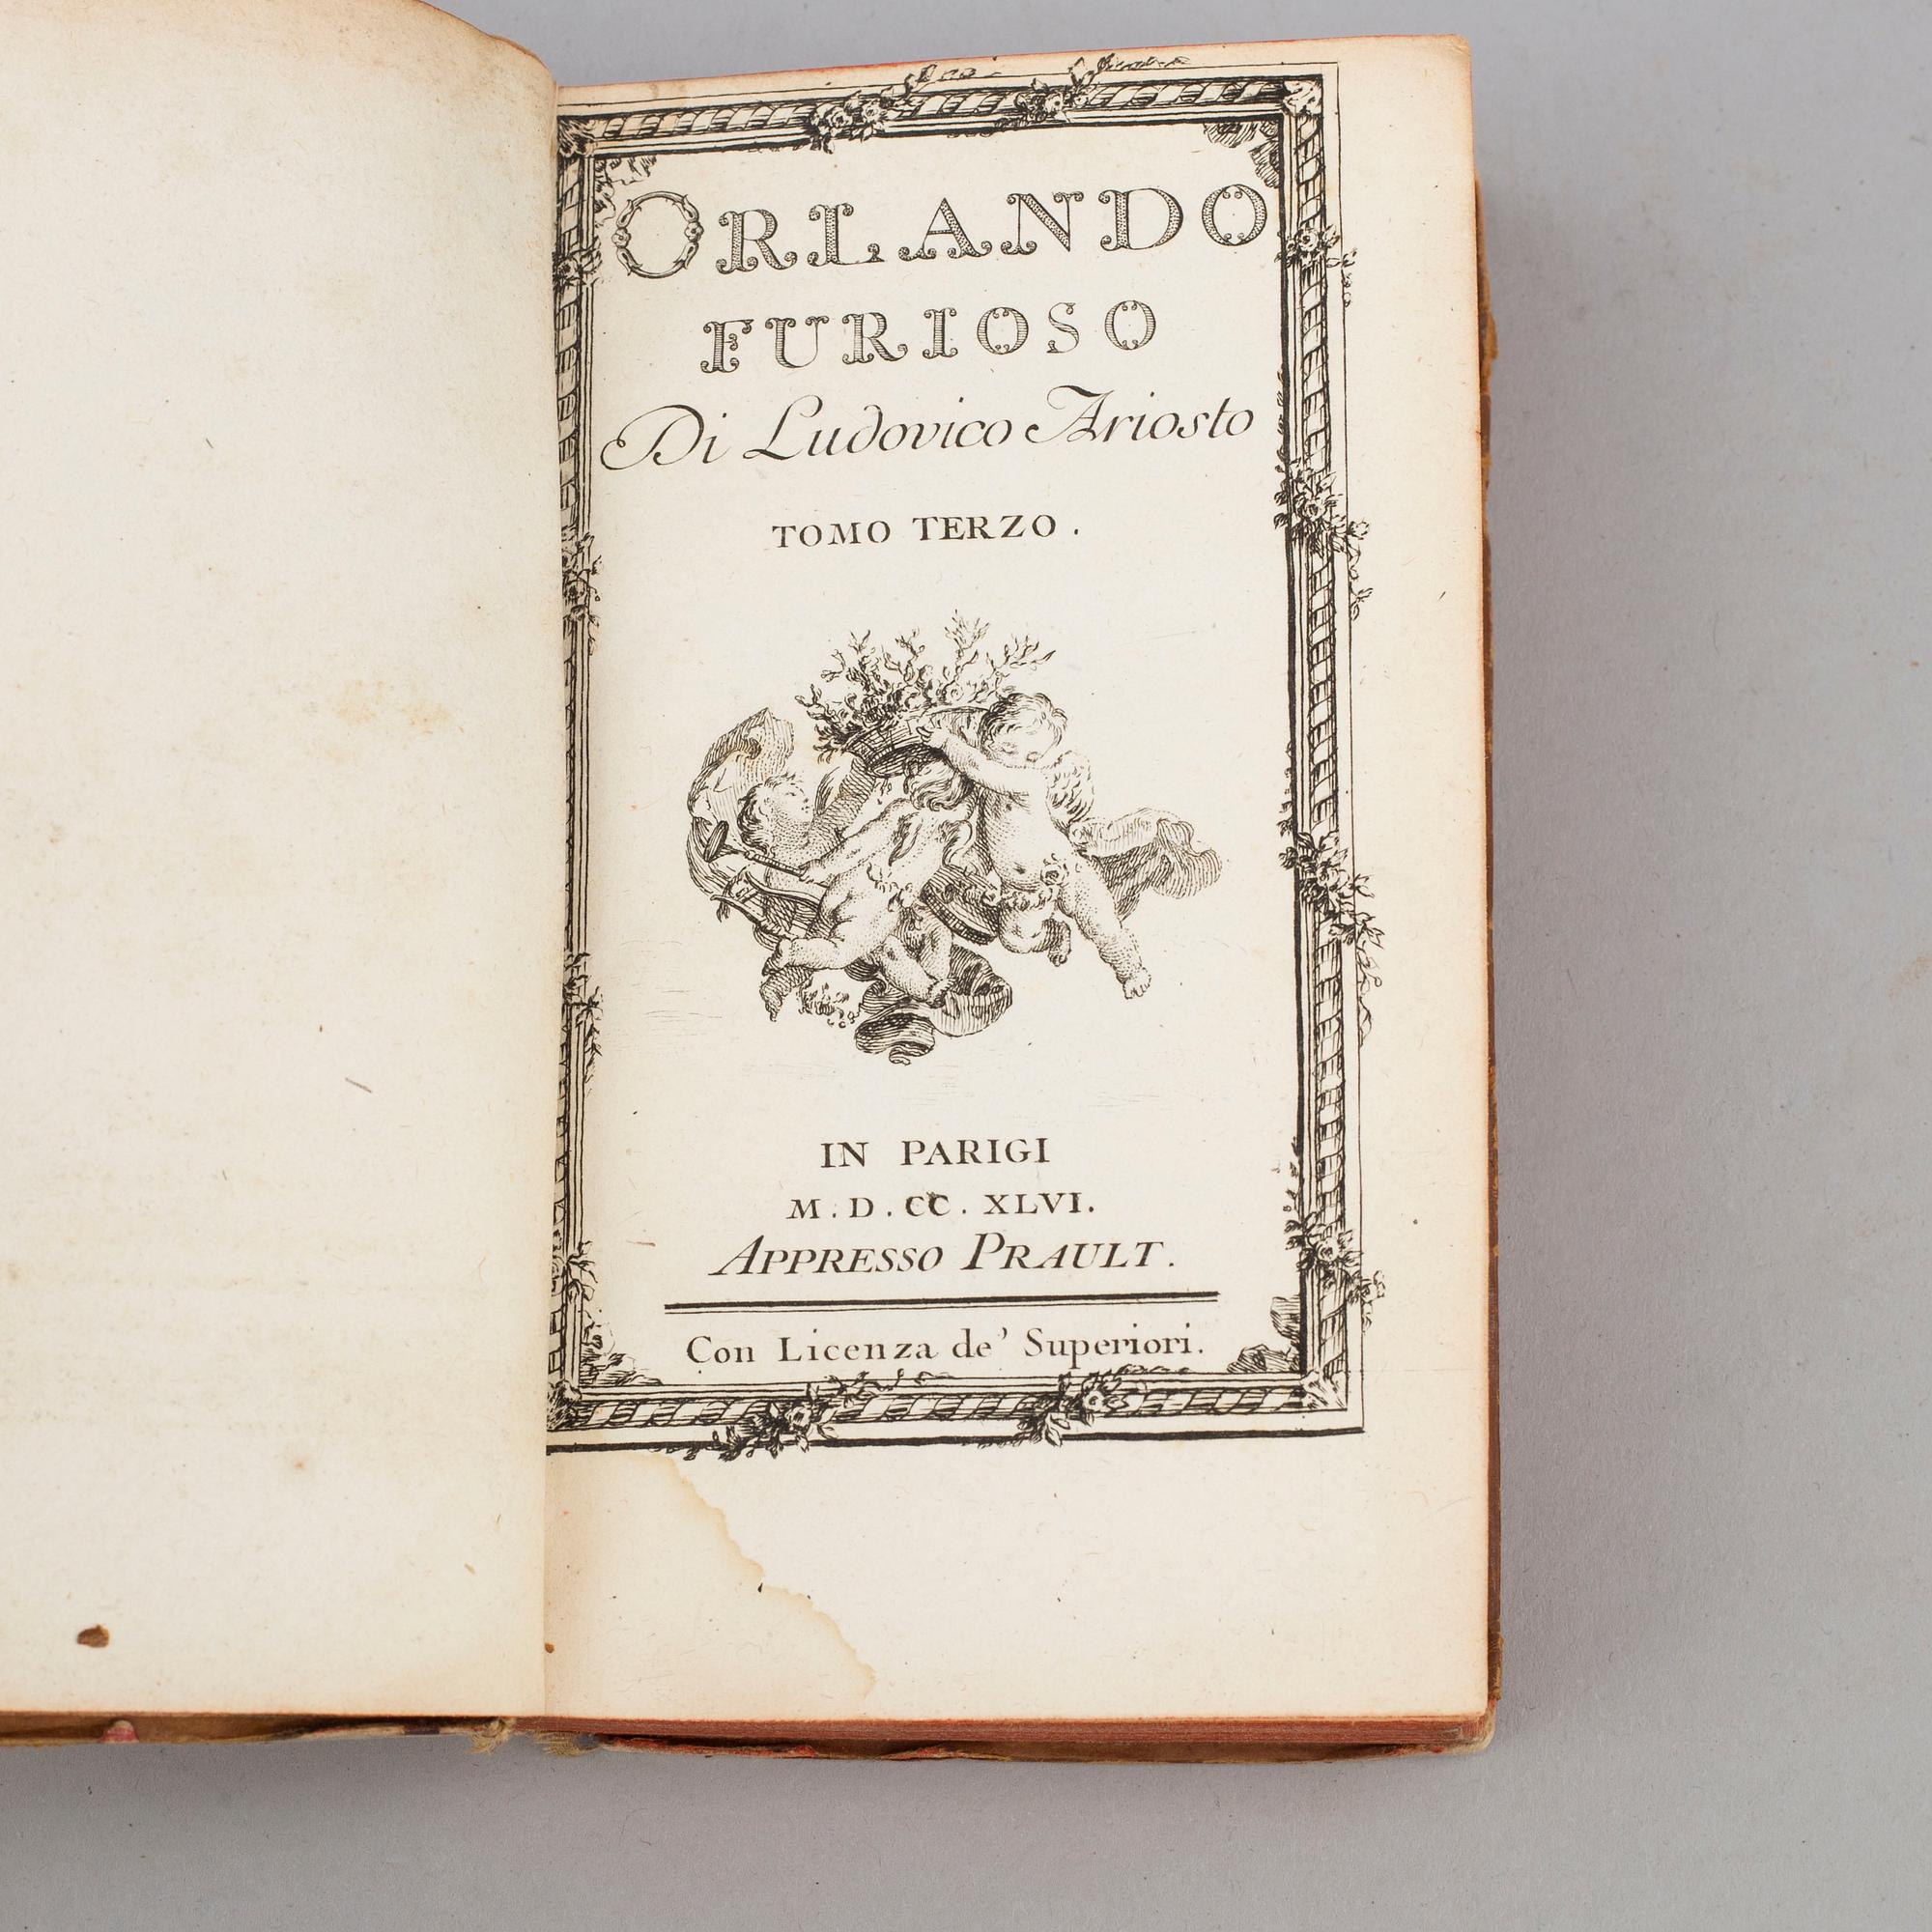 ORLANDO
FURIOSO
Di Ludovico Ariosto
TOMO TERZO.
IN PARIGI
M.D.CC.XLVI.
APPRESSO PRAULT.
Con Licenza de' Superiori.